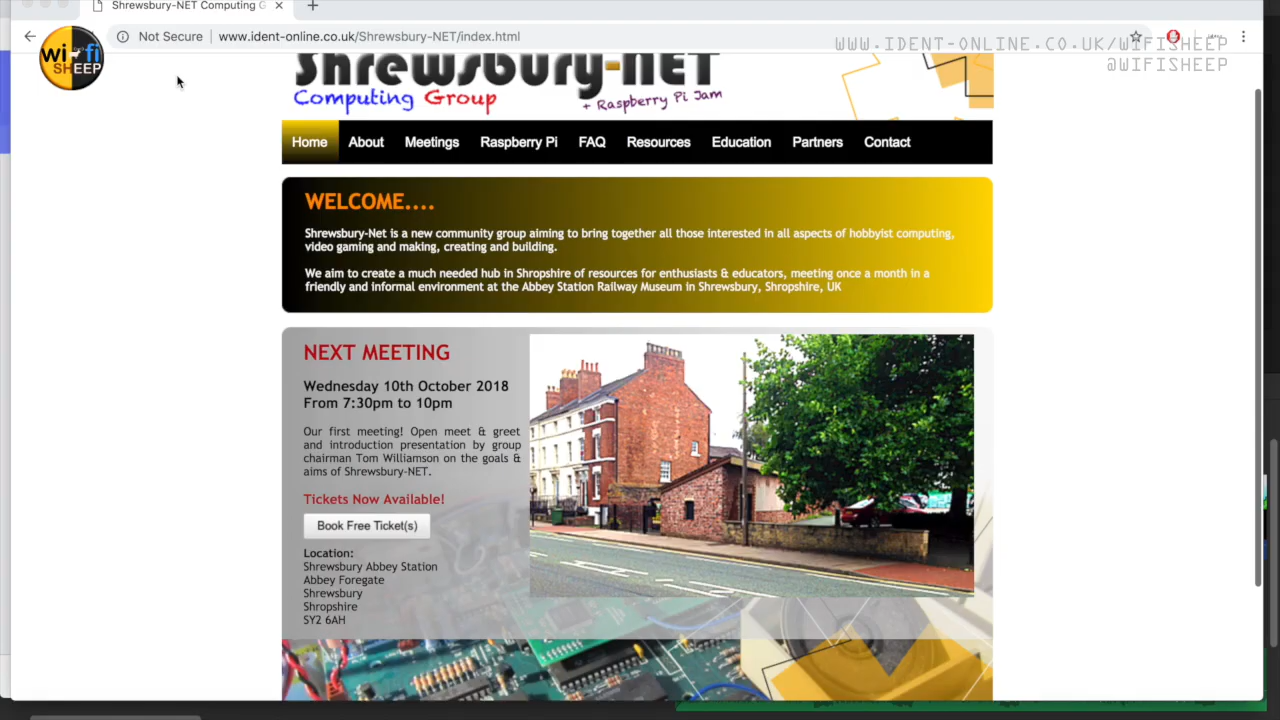 Shrewsbury-NET Computing G
Not Secure
www.ident-online.co.uk/Shrewsbury-NET/index.html
WWW.IDENT-ONLINE.CO.UK/WIFISHEEP
@WIFISHEEP
wi fi
SHEEP
Shrewsbury-NET
Computing Group
+ Raspberry Pi Jam
Home About Meetings Raspberry Pi FAQ Resources Education Partners Contact
WELCOME....
Shrewsbury-Net is a new community group aiming to bring together all those interested in all aspects of hobbyist computing,
video gaming and making, creating and building.
We aim to create a much needed hub in Shropshire of resources for enthusiasts & educators, meeting once a month in a
friendly and informal environment at the Abbey Station Railway Museum in Shrewsbury, Shropshire, UK
NEXT MEETING
Wednesday 10th October 2018
From 7:30pm to 10pm
Our first meeting! Open meet & greet
and introduction presentation by group
chairman Tom Williamson on the goals &
aims of Shrewsbury-NET.
Tickets Now Available!
Book Free Ticket(s)
Location:
Shrewsbury Abbey Station
Abbey Foregate
Shrewsbury
Shropshire
SY2 6AH